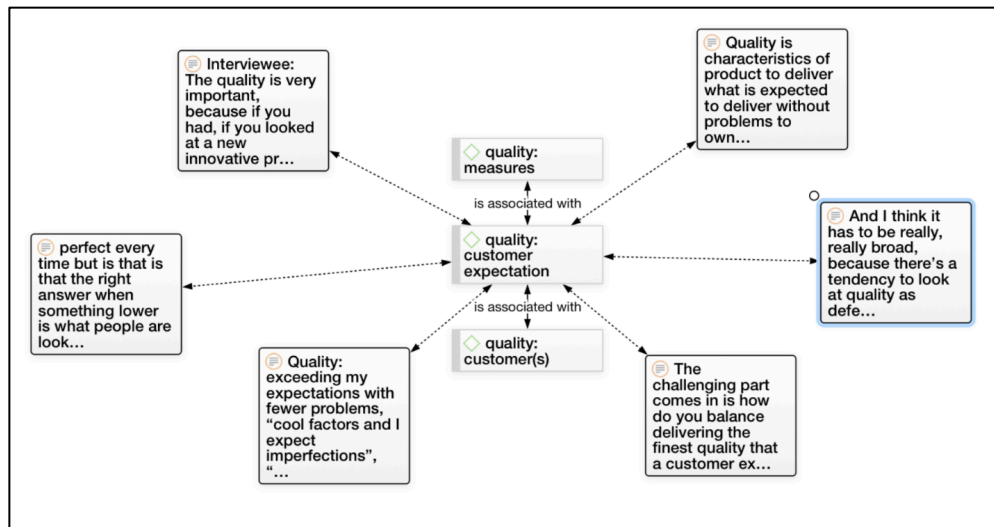 Interviewee:
The quality is very
important,
because if you
had, if you looked
at a new
innovative pr...
Quality is
characteristics of
product to deliver
what is expected
to deliver without
problems to
own...
quality:
measures
is associated with
And I think it
has to be really,
really broad,
because there's a
tendency to look
at quality as
defe...
quality:
customer
expectation
perfect every
time but is that is
that the right
answer when
something lower
is what people are
look...
is associated with
quality:
customer(s)
Quality:
exceeding my
expectations with
fewer problems,
“cool factors and I
expect
imperfections”,
“...
The
challenging part
comes in is how
do you balance
delivering the
finest quality that
a customer ex...